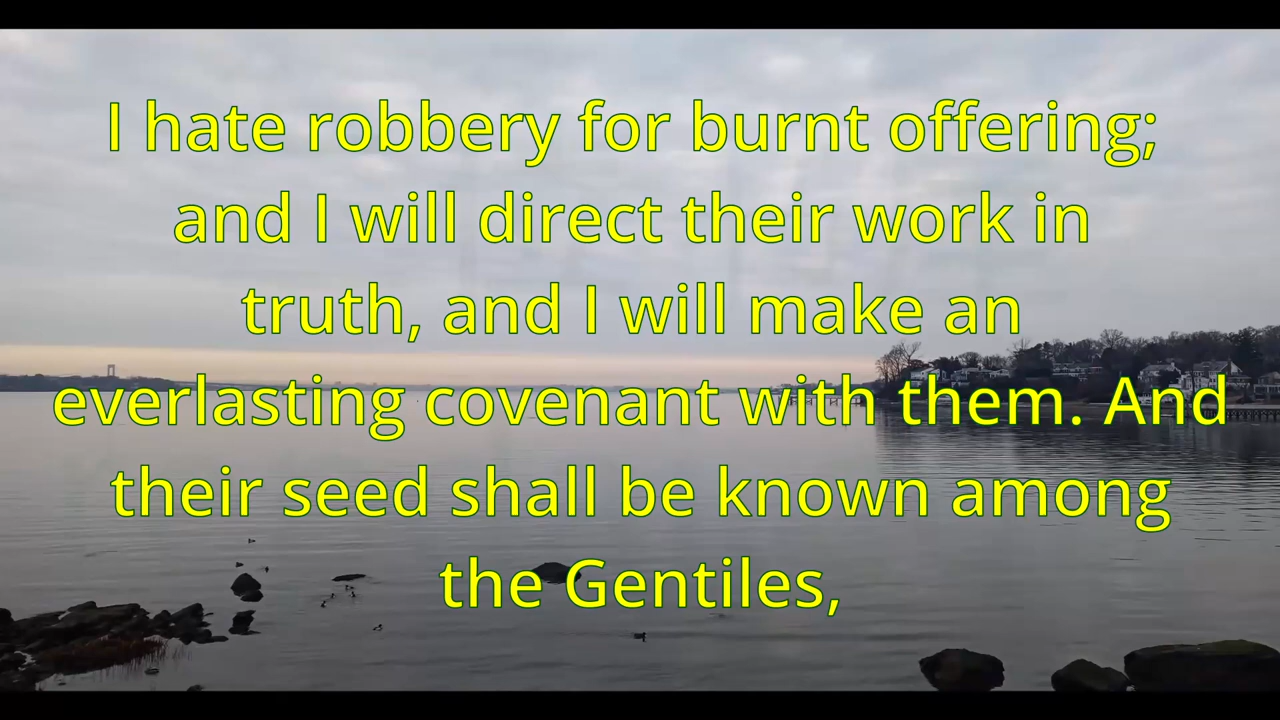 I hate robbery for burnt offering;
and I will direct their work in
truth, and I will make an
everlasting covenant with them. And
their seed shall be known among
the Gentiles,